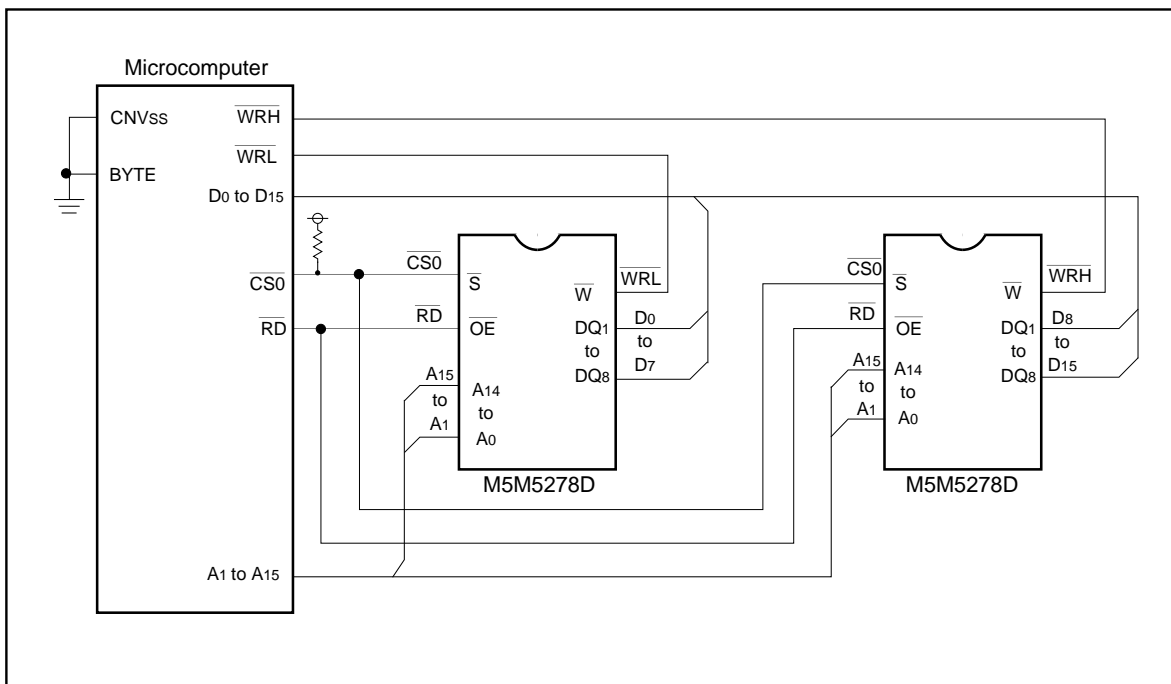 Microcomputer
CNVss
BYTE
WRH
WRL
D0 to D15
CS0
RD
A1 to A15
CS0
RD
A15
to
A1
S
OE
A14
to
A0
W
DQ1
to
DQ8
WRL
D0
to
D7
M5M5278D
CS0
RD
A15
to
A1
S
OE
A14
to
A0
W
DQ1
to
DQ8
WRH
D8
to
D15
M5M5278D